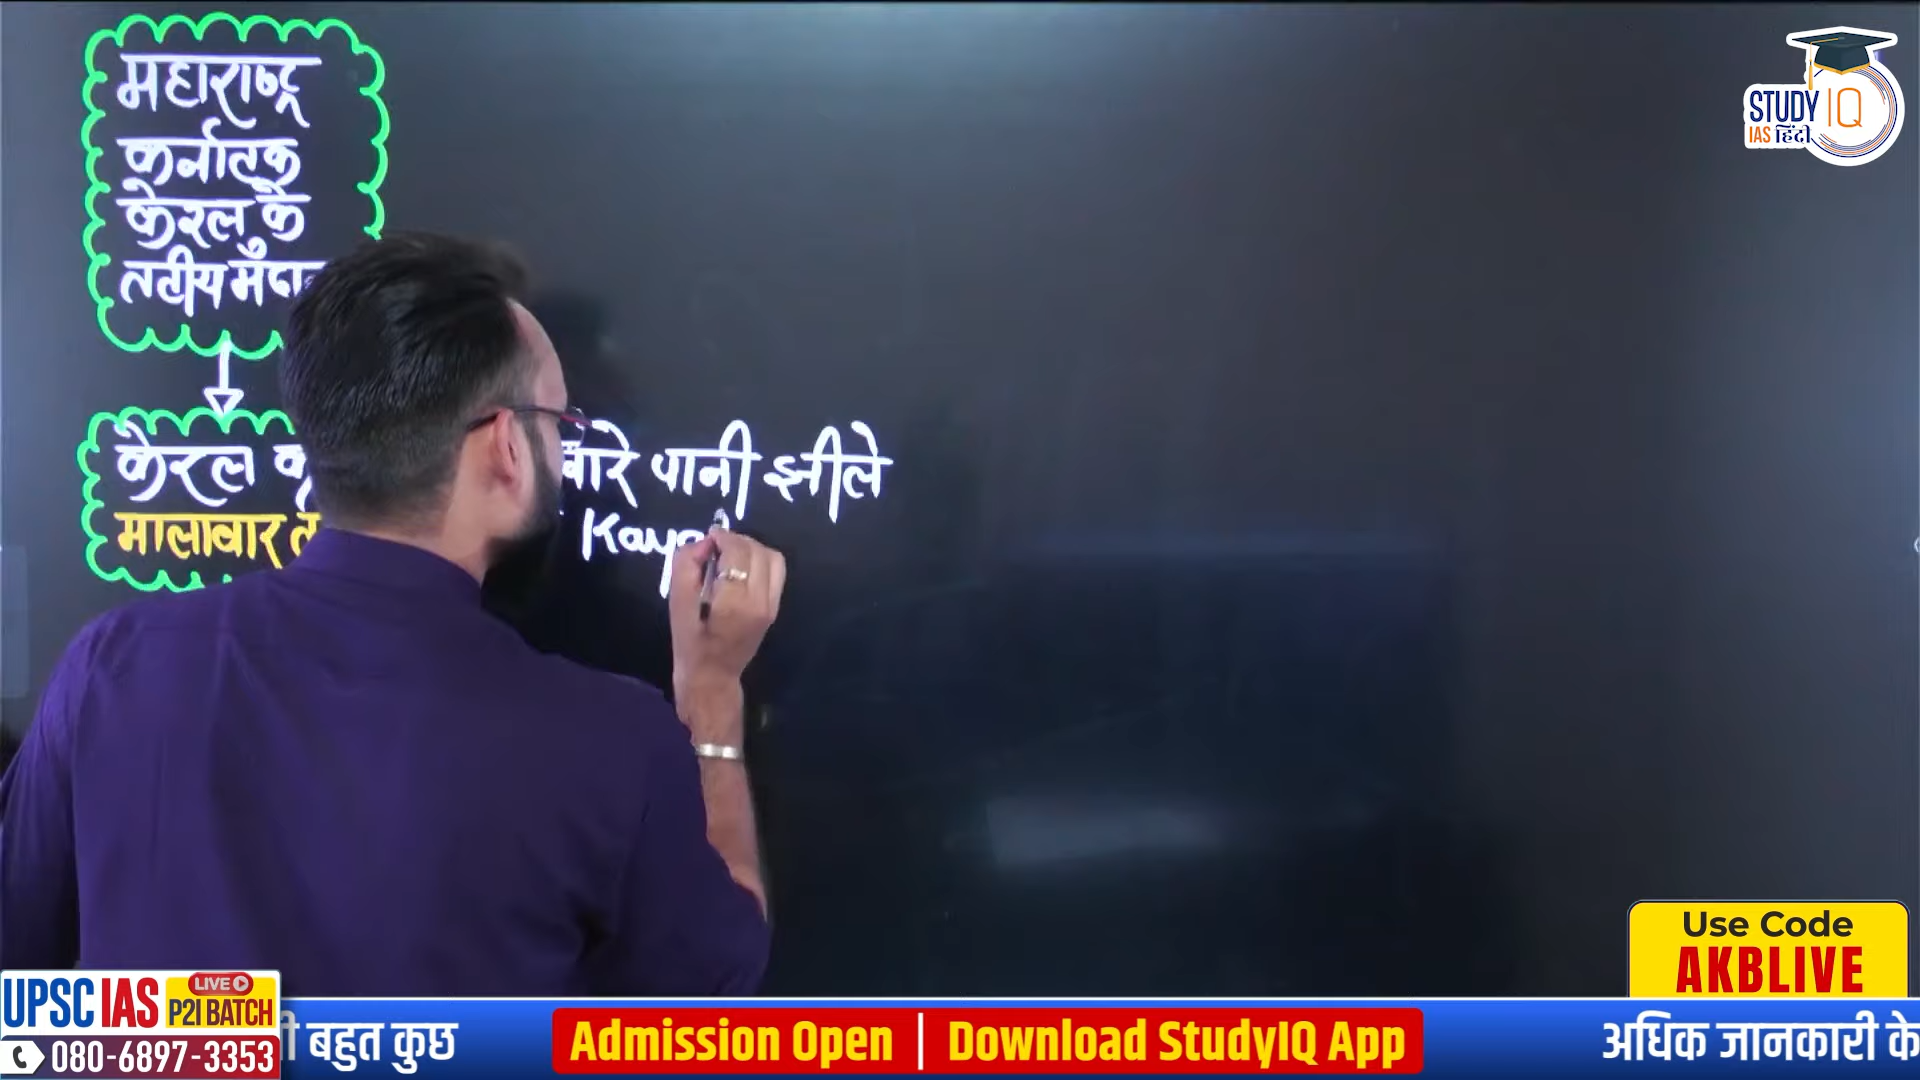 महाराष्ट्र
कर्नाटक
केरल के
तटीय
केरल
खारे पानी झीले
मालावार
STUDY IQ
IAS हिंदी
Use Code
AKBLIVE
UPSC IAS LIVE P2I BATCH
080-6897-3353
बहुत कुछ
Admission Open | Download StudyIQ App
अधिक जानकारी के